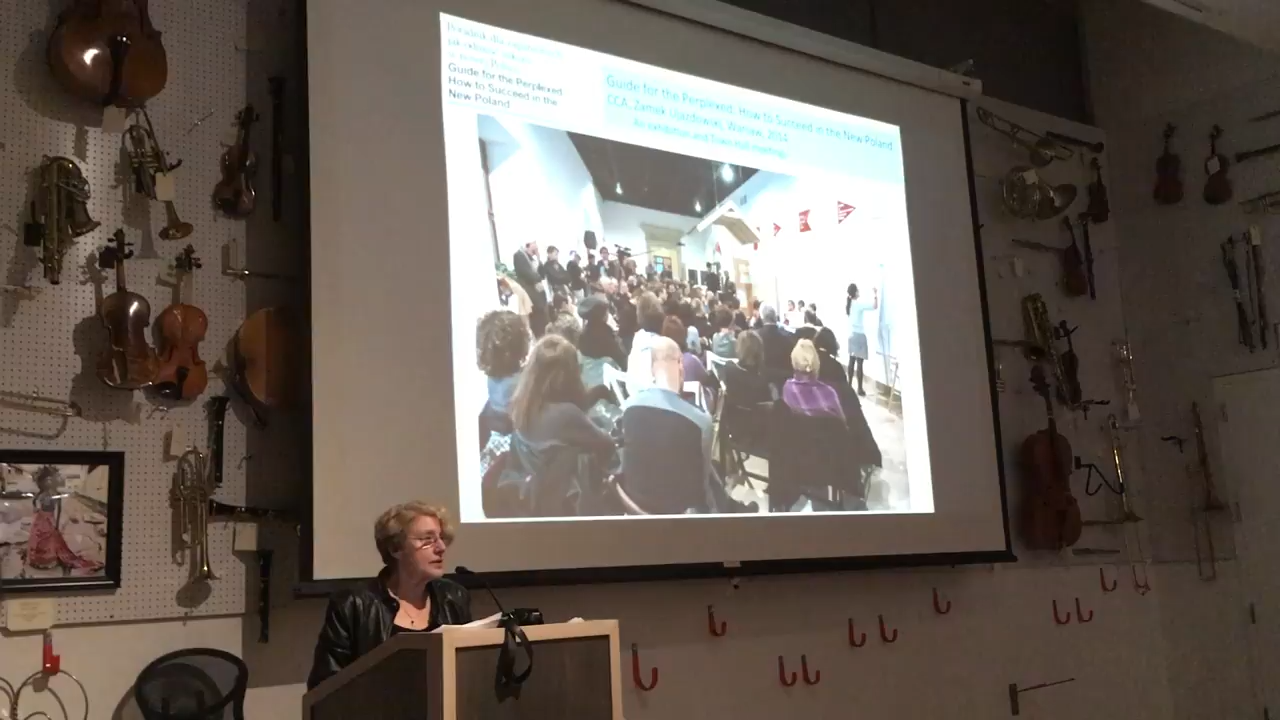 Guide for the Perplexed
How to Succeed in the
New Poland
Guide for the Perplexed: How to Succeed in the New Poland
CCA, Zamek Ujazdowski, Warsaw, 2014
An exhibition and Town Hall meetings